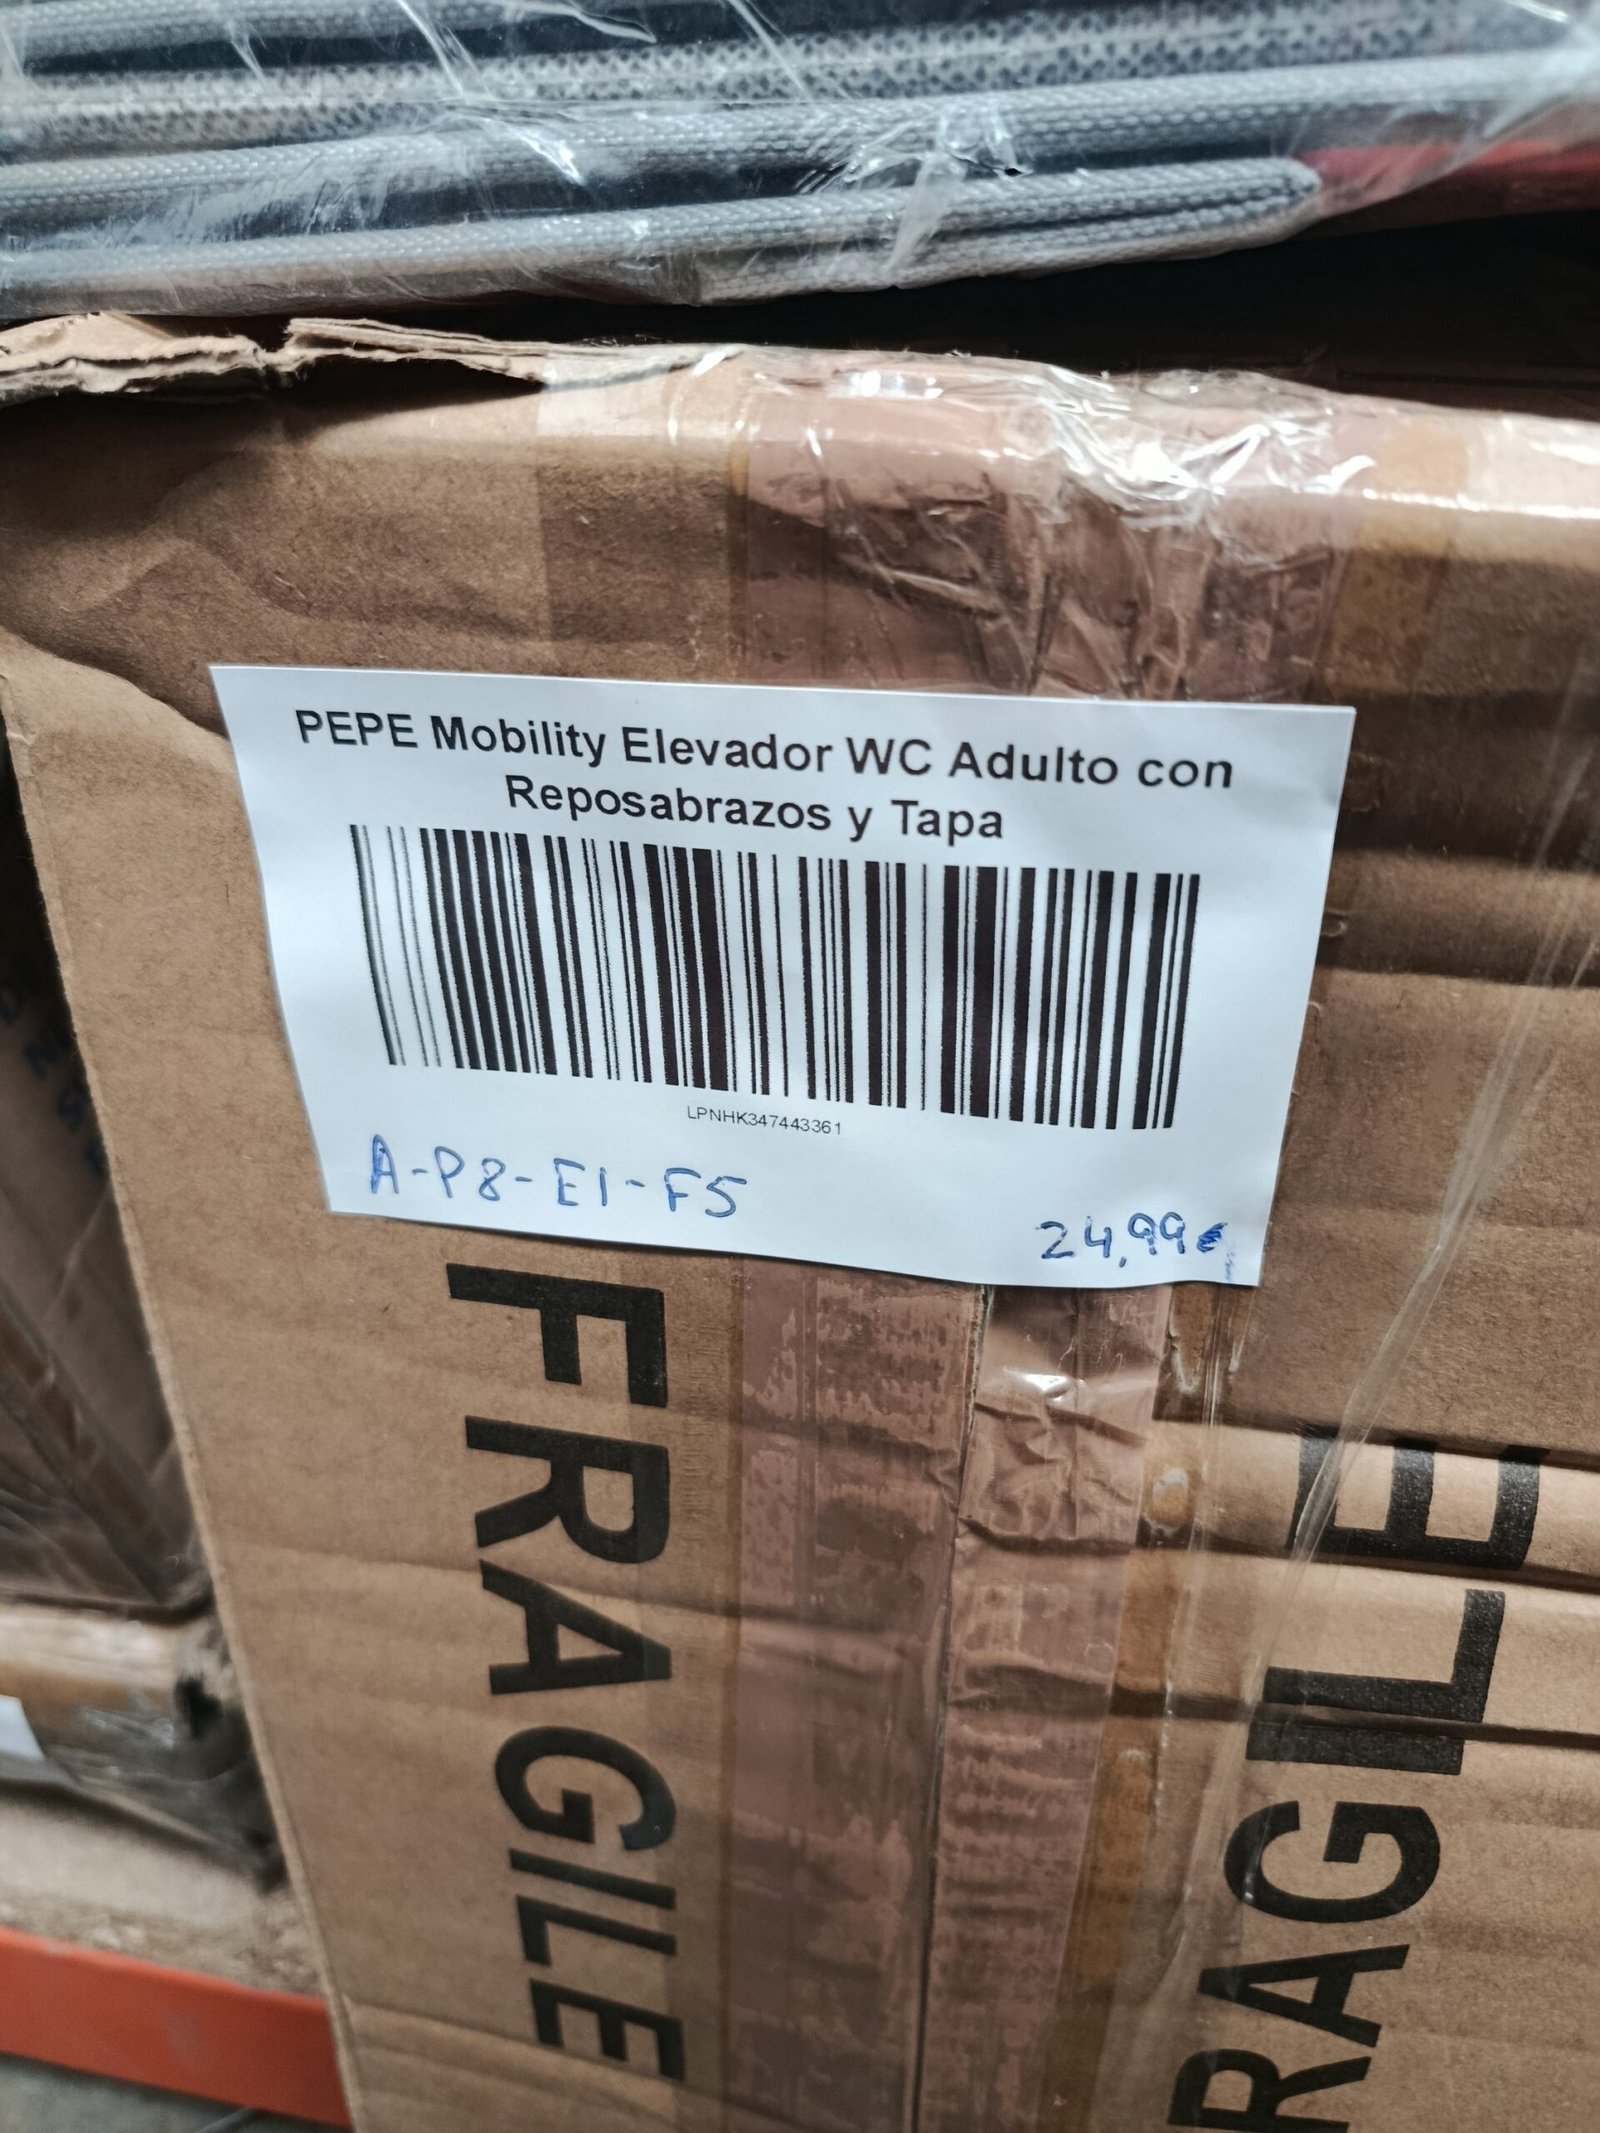 PEPE Mobility Elevador WC Adulto con
Reposabrazos y Tapa
LPNHK347443361
A-P8-E1-F5
24,99€
FRAGILE
FRAGILE